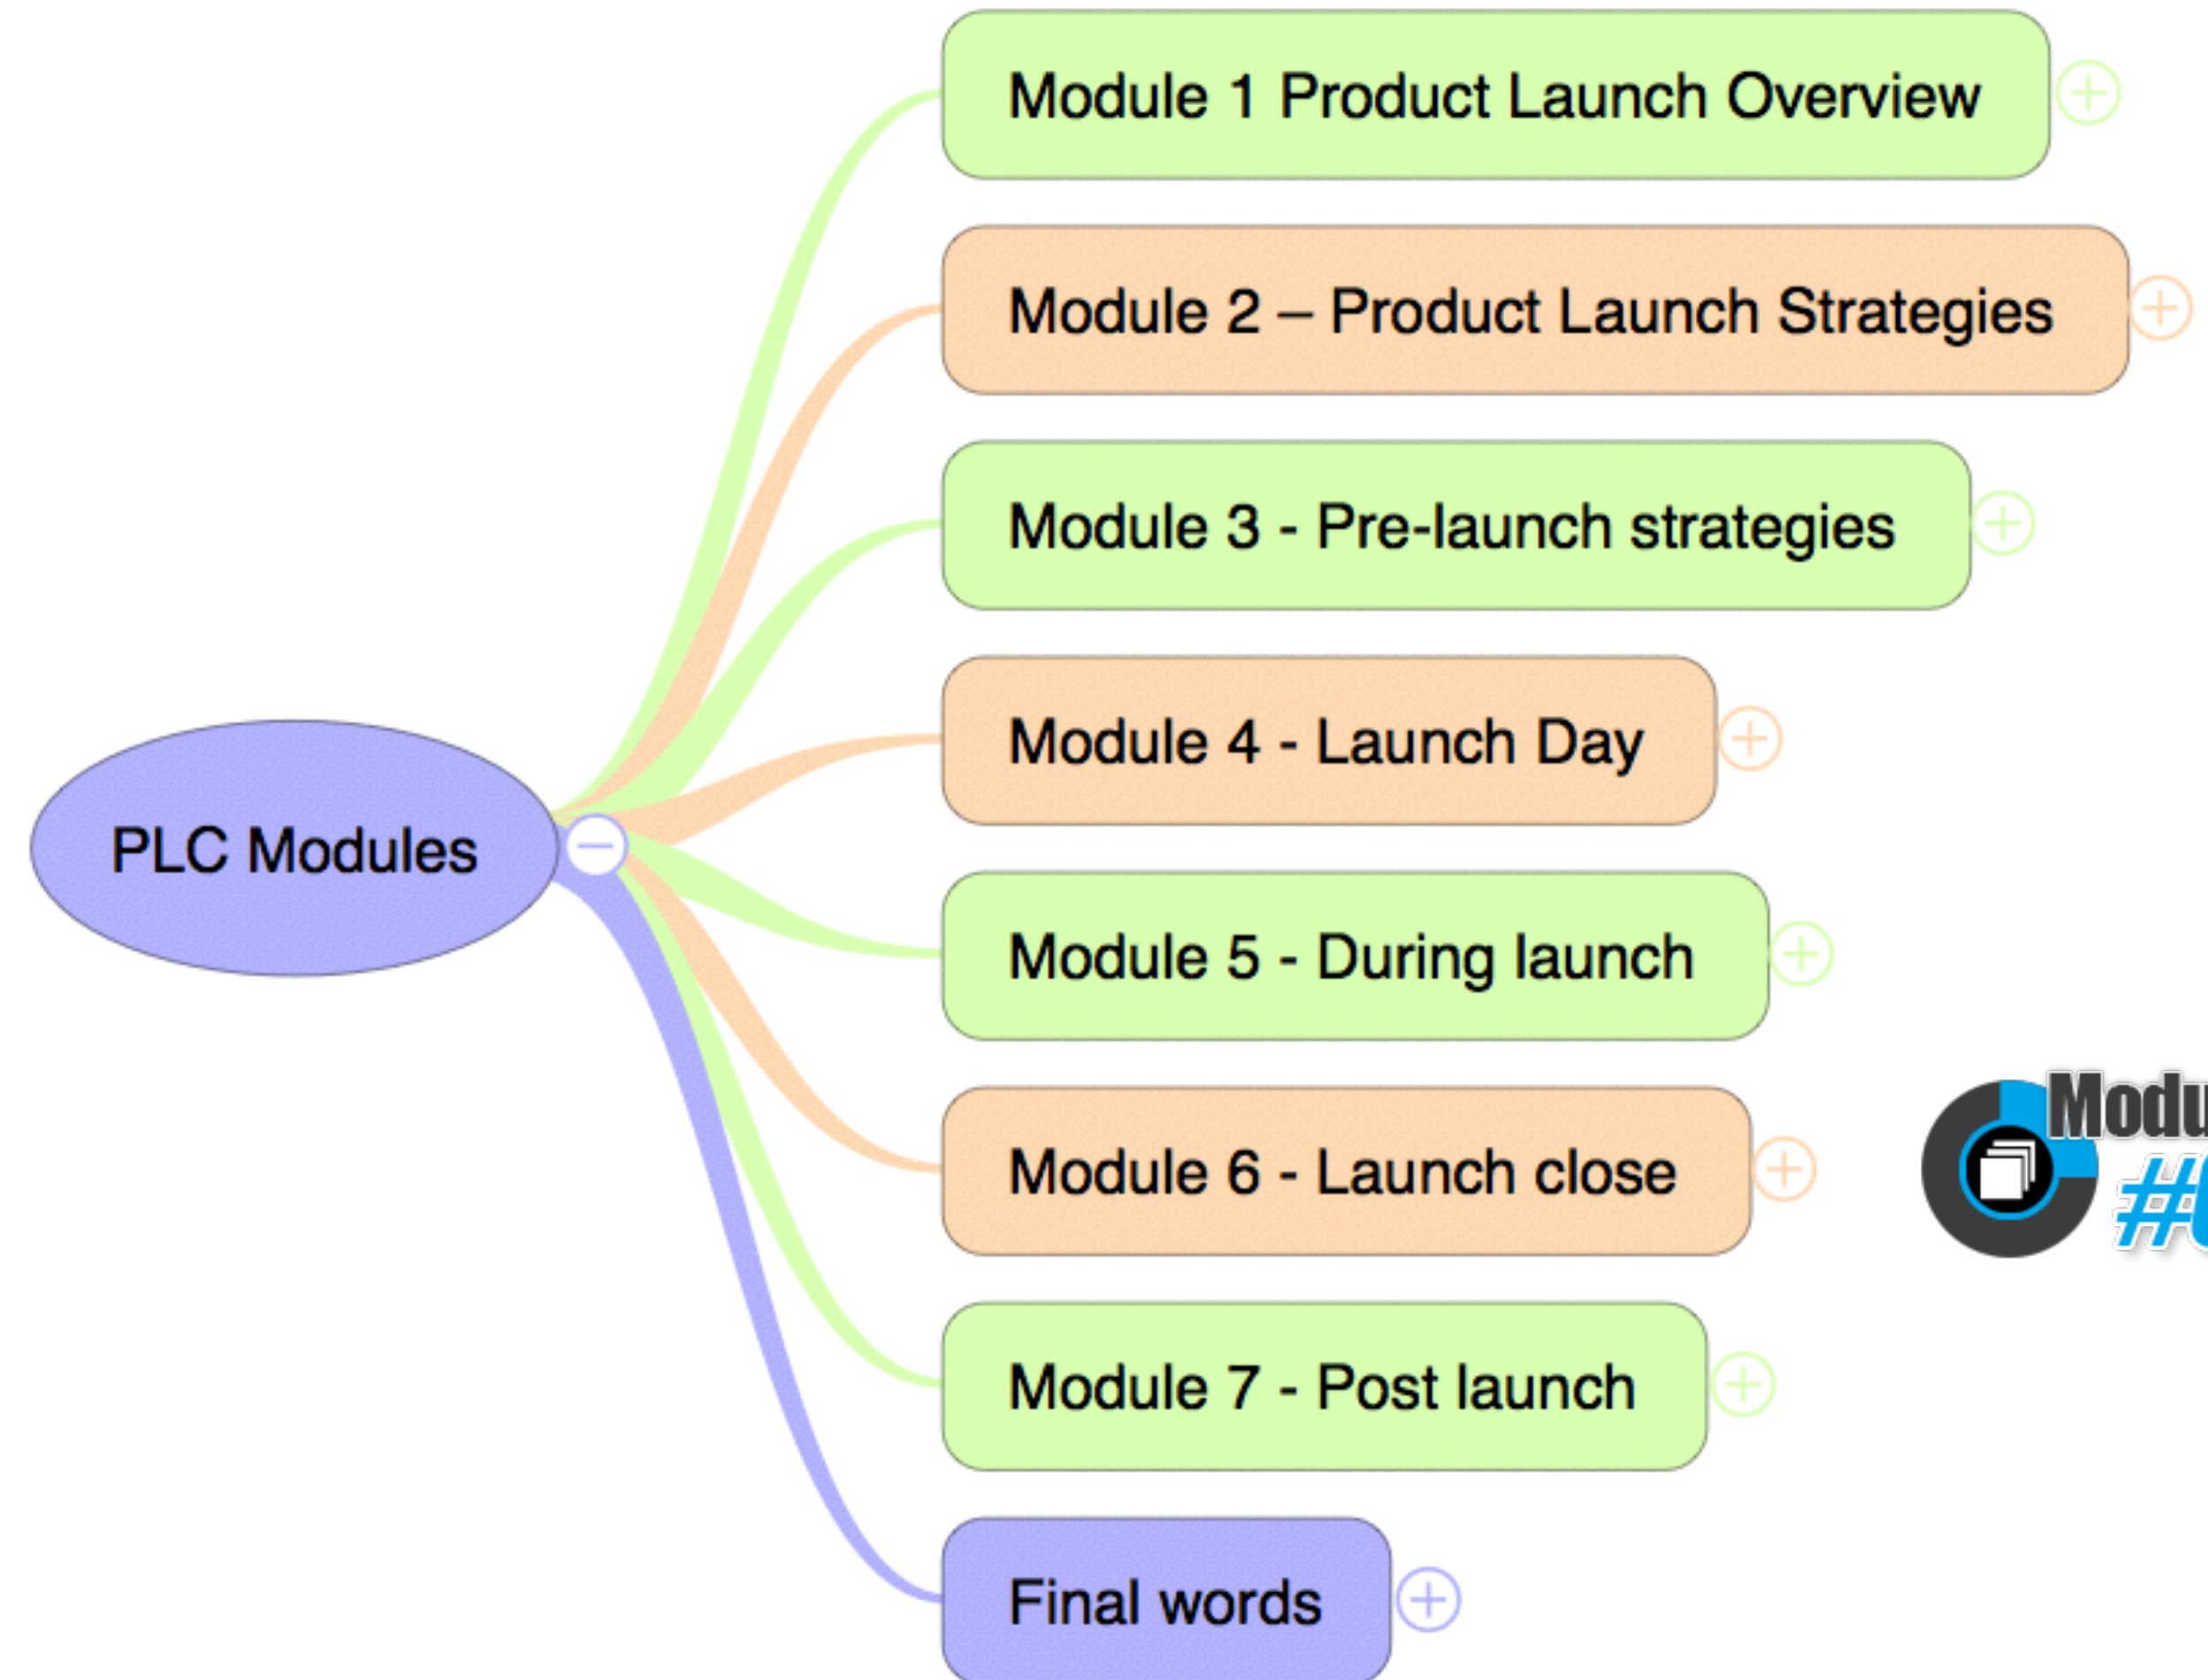 Module 1 Product Launch Overview
Module 2 – Product Launch Strategies
Module 3 - Pre-launch strategies
Module 4 - Launch Day
PLC Modules
Module 5 - During launch
Module 6 - Launch close
Module 7 - Post launch
Final words